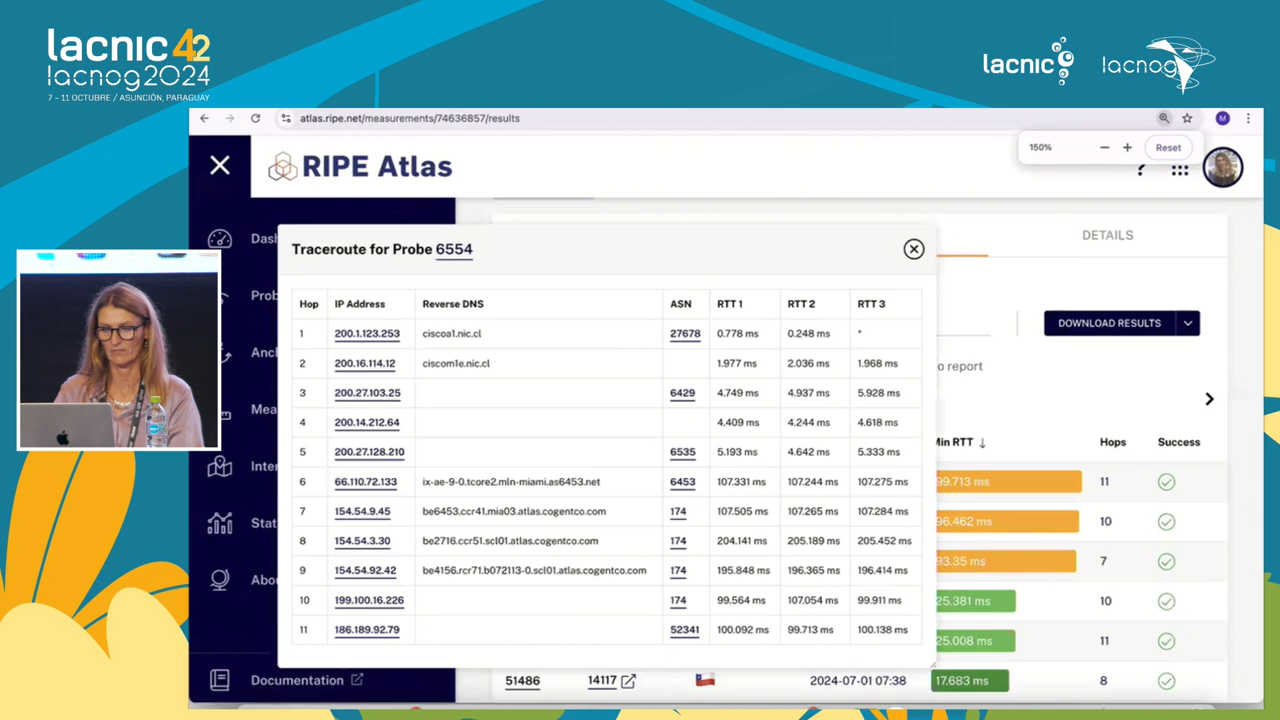 lacnic 42
lacnog2024
7 - 11 OCTUBRE / ASUNCIÓN, PARAGUAY
lacnic
lacnog
atlas.ripe.net/measurements/74636857/results
M
150%
Reset
RIPE Atlas
Traceroute for Probe 6554
DETAILS
Hop IP Address Reverse DNS ASN RTT 1 RTT 2 RTT 3
1 200.1.123.253 ciscoa1.nic.cl 27678 0.778 ms 0.248 ms *
2 200.16.114.12 ciscom1e.nic.cl 1.977 ms 2.036 ms 1.968 ms
3 200.27.103.25 6429 4.749 ms 4.937 ms 5.928 ms
4 200.14.212.64 4.409 ms 4.244 ms 4.618 ms
5 200.27.128.210 6535 5.193 ms 4.642 ms 5.333 ms
6 66.110.72.133 ix-ae-9-0.tcore2.mln-miami.as6453.net 6453 107.331 ms 107.244 ms 107.275 ms
7 154.54.9.45 be6453.ccr41.mia03.atlas.cogentco.com 174 107.505 ms 107.265 ms 107.284 ms
8 154.54.3.30 be2716.ccr51.scl01.atlas.cogentco.com 174 204.141 ms 205.189 ms 205.452 ms
9 154.54.92.42 be4156.rcr71.b072113-0.scl01.atlas.cogentco.com 174 195.848 ms 196.365 ms 196.414 ms
10 199.100.16.226 174 99.564 ms 107.054 ms 99.911 ms
11 186.189.92.79 52341 100.092 ms 99.713 ms 100.138 ms
DOWNLOAD RESULTS
o report
Min RTT ↓ Hops Success
99.713 ms 11
96.462 ms 10
93.35 ms 7
25.381 ms 10
25.008 ms 11
51486 14117 2024-07-01 07:38 17.683 ms 8
Dash
Prob
Anc
Mea
Inte
Stat
Abo
Documentation